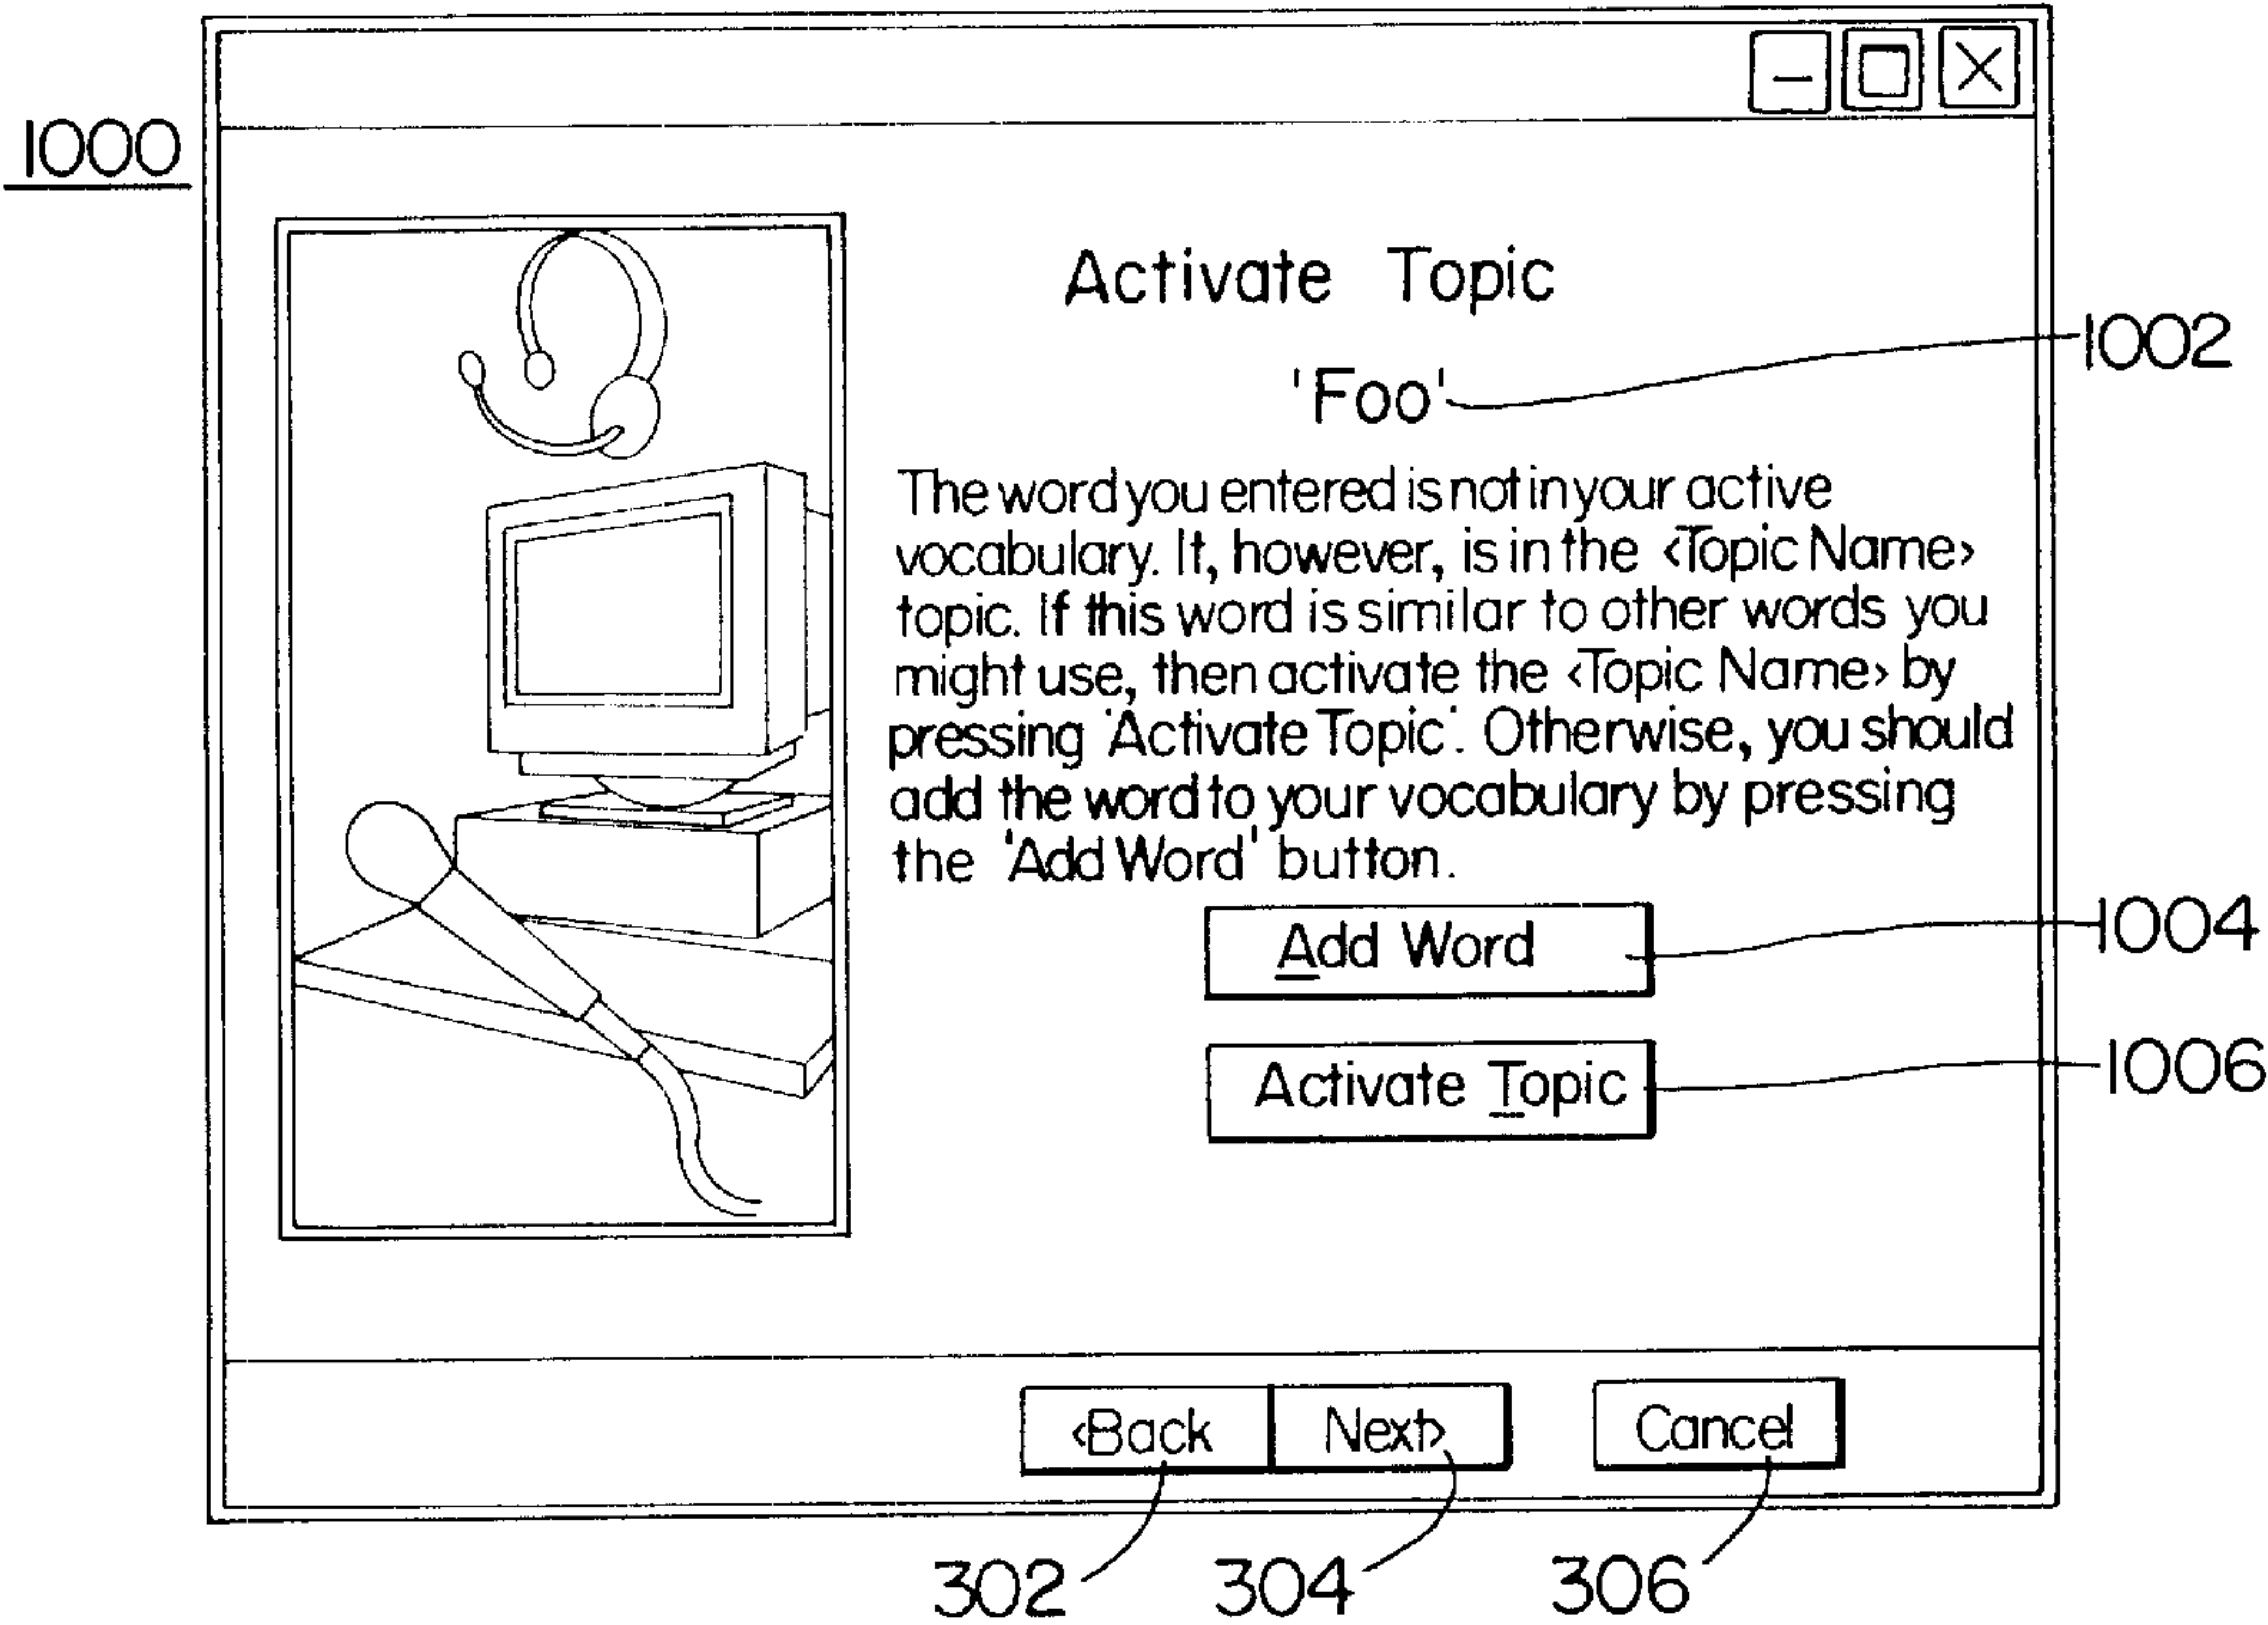 1000
Activate Topic
1002
'Foo'
The word you entered is not in your active
vocabulary. It, however, is in the <Topic Name>
topic. If this word is similar to other words you
might use, then activate the <Topic Name> by
pressing 'Activate Topic'. Otherwise, you should
add the word to your vocabulary by pressing
the 'Add Word' button.
Add Word
1004
Activate Topic
1006
<Back
Next>
Cancel
302
304
306